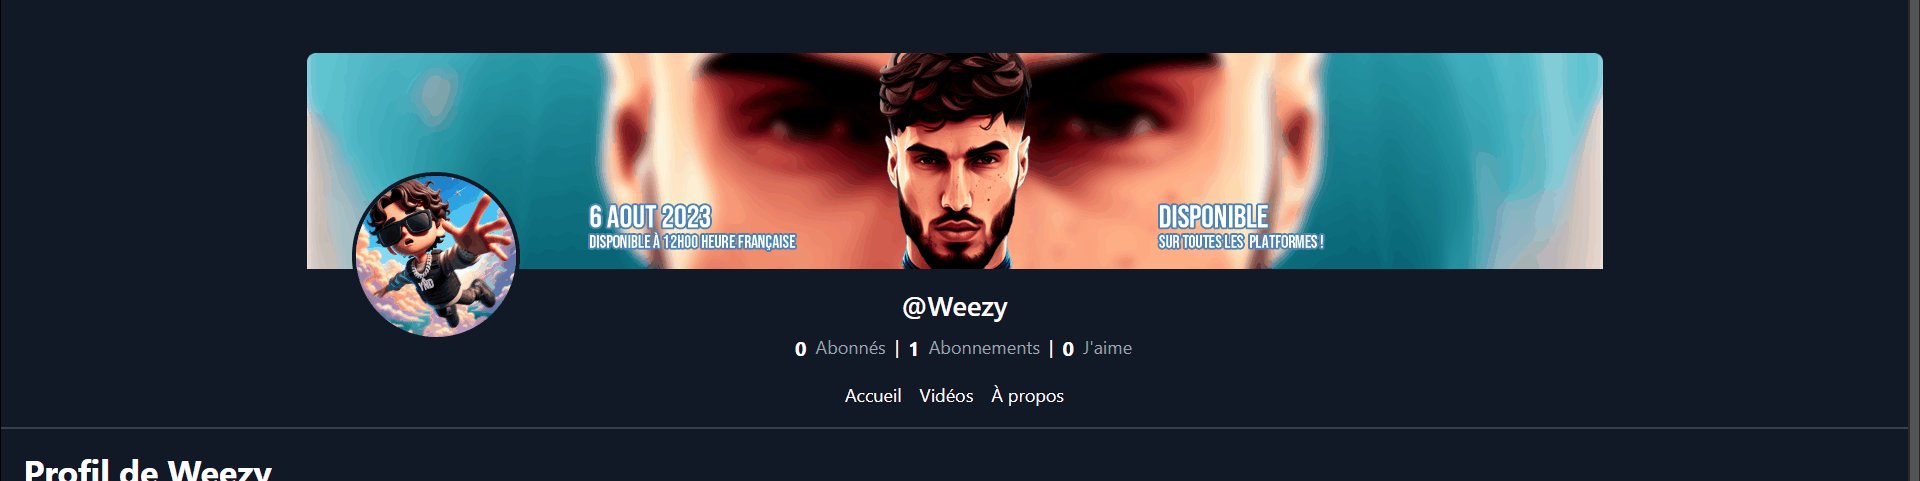 6 AOUT 2023
DISPONIBLE À 12H00 HEURE FRANÇAISE
DISPONIBLE
SUR TOUTES LES PLATFORMES !
YND
@Weezy
0 Abonnés | 1 Abonnements | 0 J'aime
Accueil Vidéos À propos
Profil de Weezy